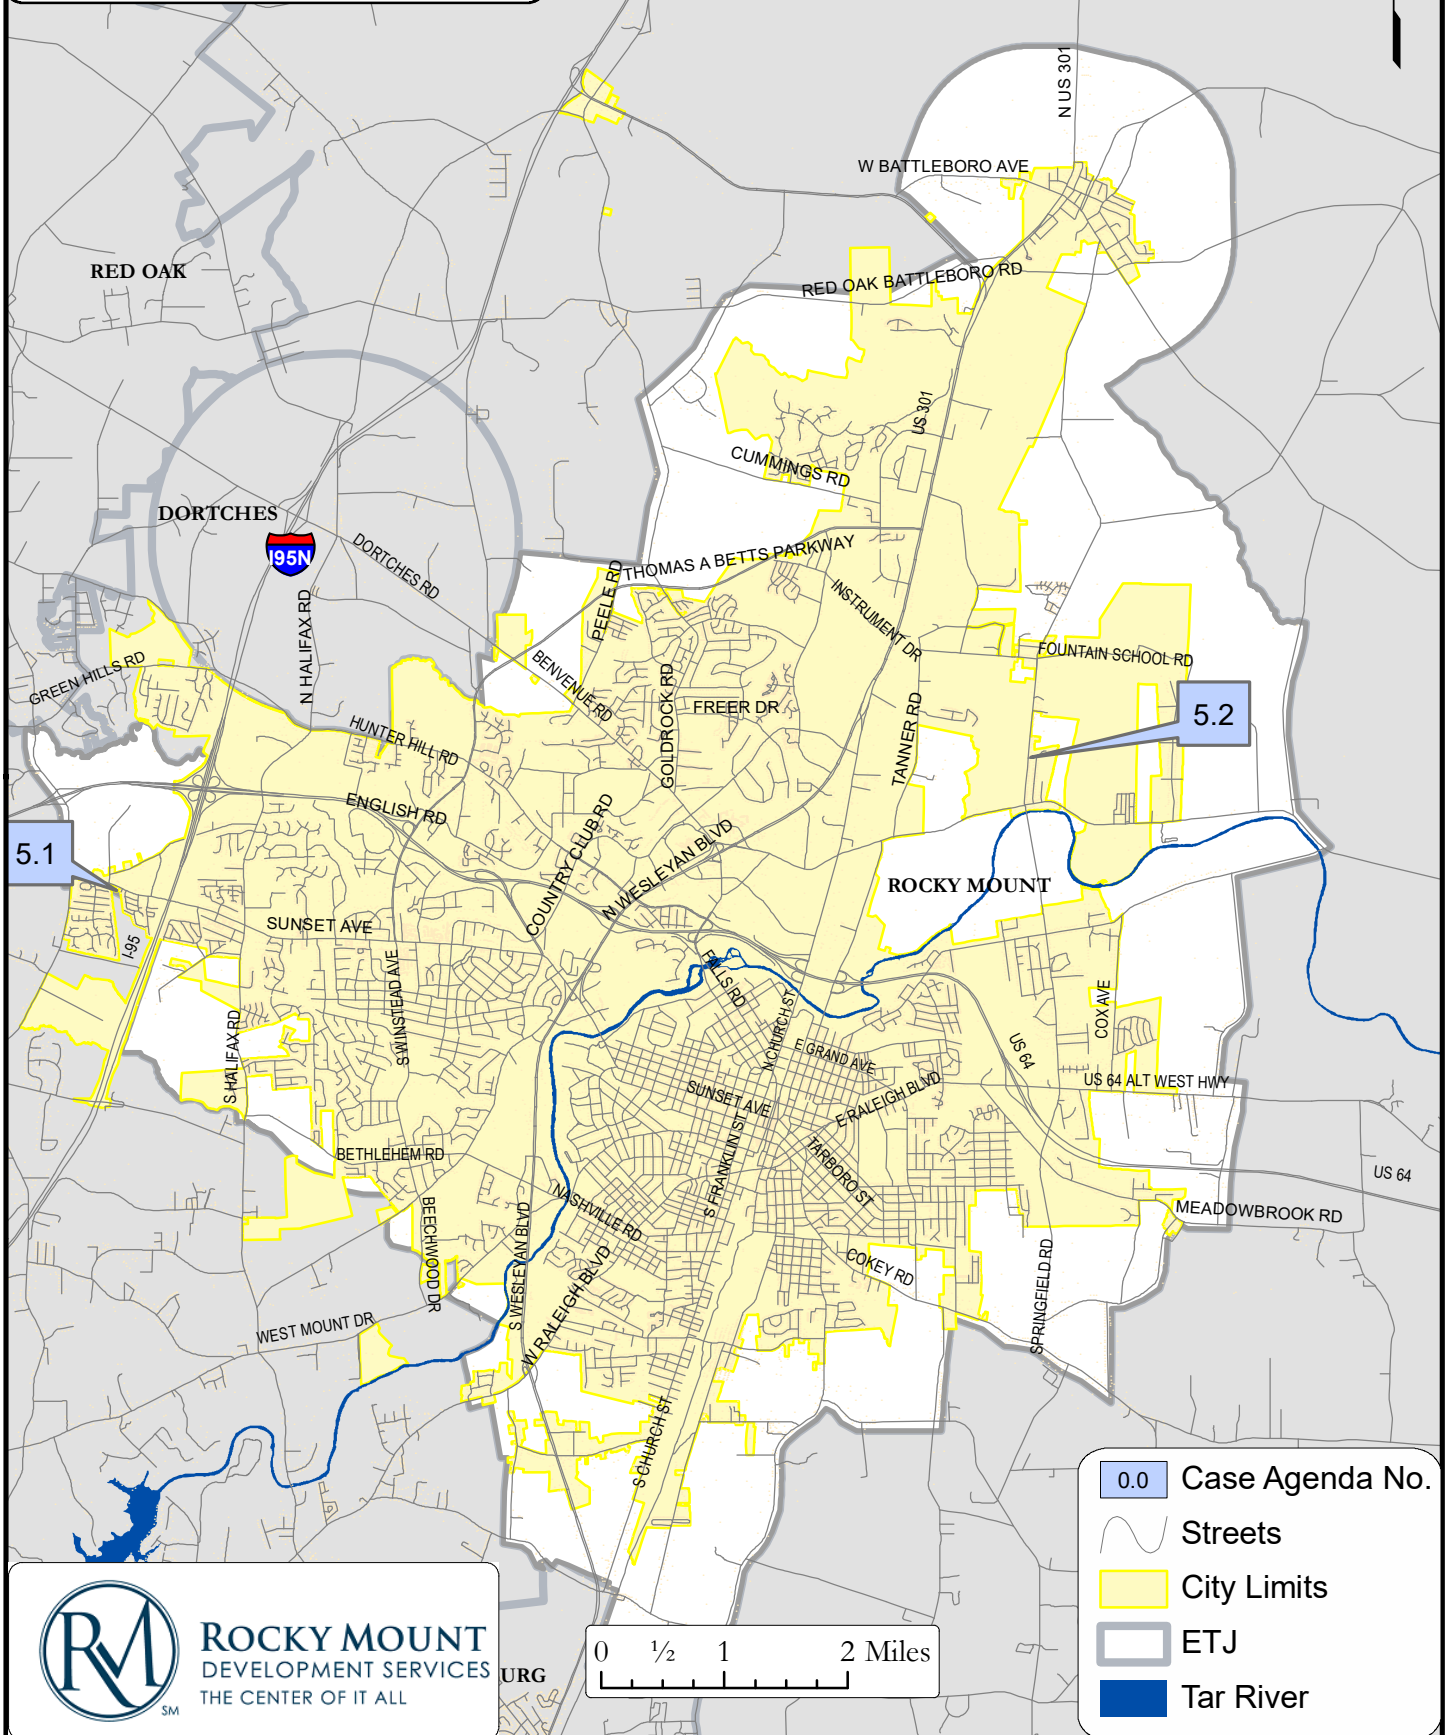 N US 301
W BATTLEBORO AVE
RED OAK
RED OAK BATTLEBORO RD
US 301
CUMMINGS RD
DORTCHES
I95N
DORTCHES RD
THOMAS A BETTS PARKWAY
PEELE RD
INSTRUMENT DR
N HALIFAX RD
GREEN HILLS RD
BENVENUE RD
FOUNTAIN SCHOOL RD
GOLDROCK RD
FREER DR
TANNER RD
5.2
HUNTER HILL RD
ENGLISH RD
COUNTRY CLUB RD
N WESLEYAN BLVD
5.1
ROCKY MOUNT
SUNSET AVE
I-95
S WINSTEAD AVE
FALLS RD
N CHURCH ST
COX AVE
S HALIFAX RD
E GRAND AVE
US 64
US 64 ALT WEST HWY
SUNSET AVE
E RALEIGH BLVD
BETHLEHEM RD
S FRANKLIN ST
TARBORO ST
US 64
BEECHWOOD DR
NASHVILLE RD
S WESLEYAN BLVD
MEADOWBROOK RD
COKEY RD
SPRINGFIELD RD
W RALEIGH BLVD
WEST MOUNT DR
S CHURCH ST
0.0 Case Agenda No.
Streets
City Limits
ETJ
Tar River
RM
SM
ROCKY MOUNT
DEVELOPMENT SERVICES
THE CENTER OF IT ALL
URG
0 ½ 1 2 Miles